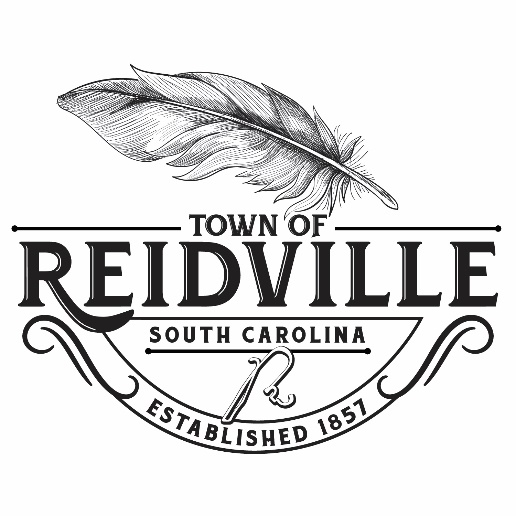 TOWN OF
REIDVILLE
SOUTH CAROLINA
R
ESTABLISHED 1857